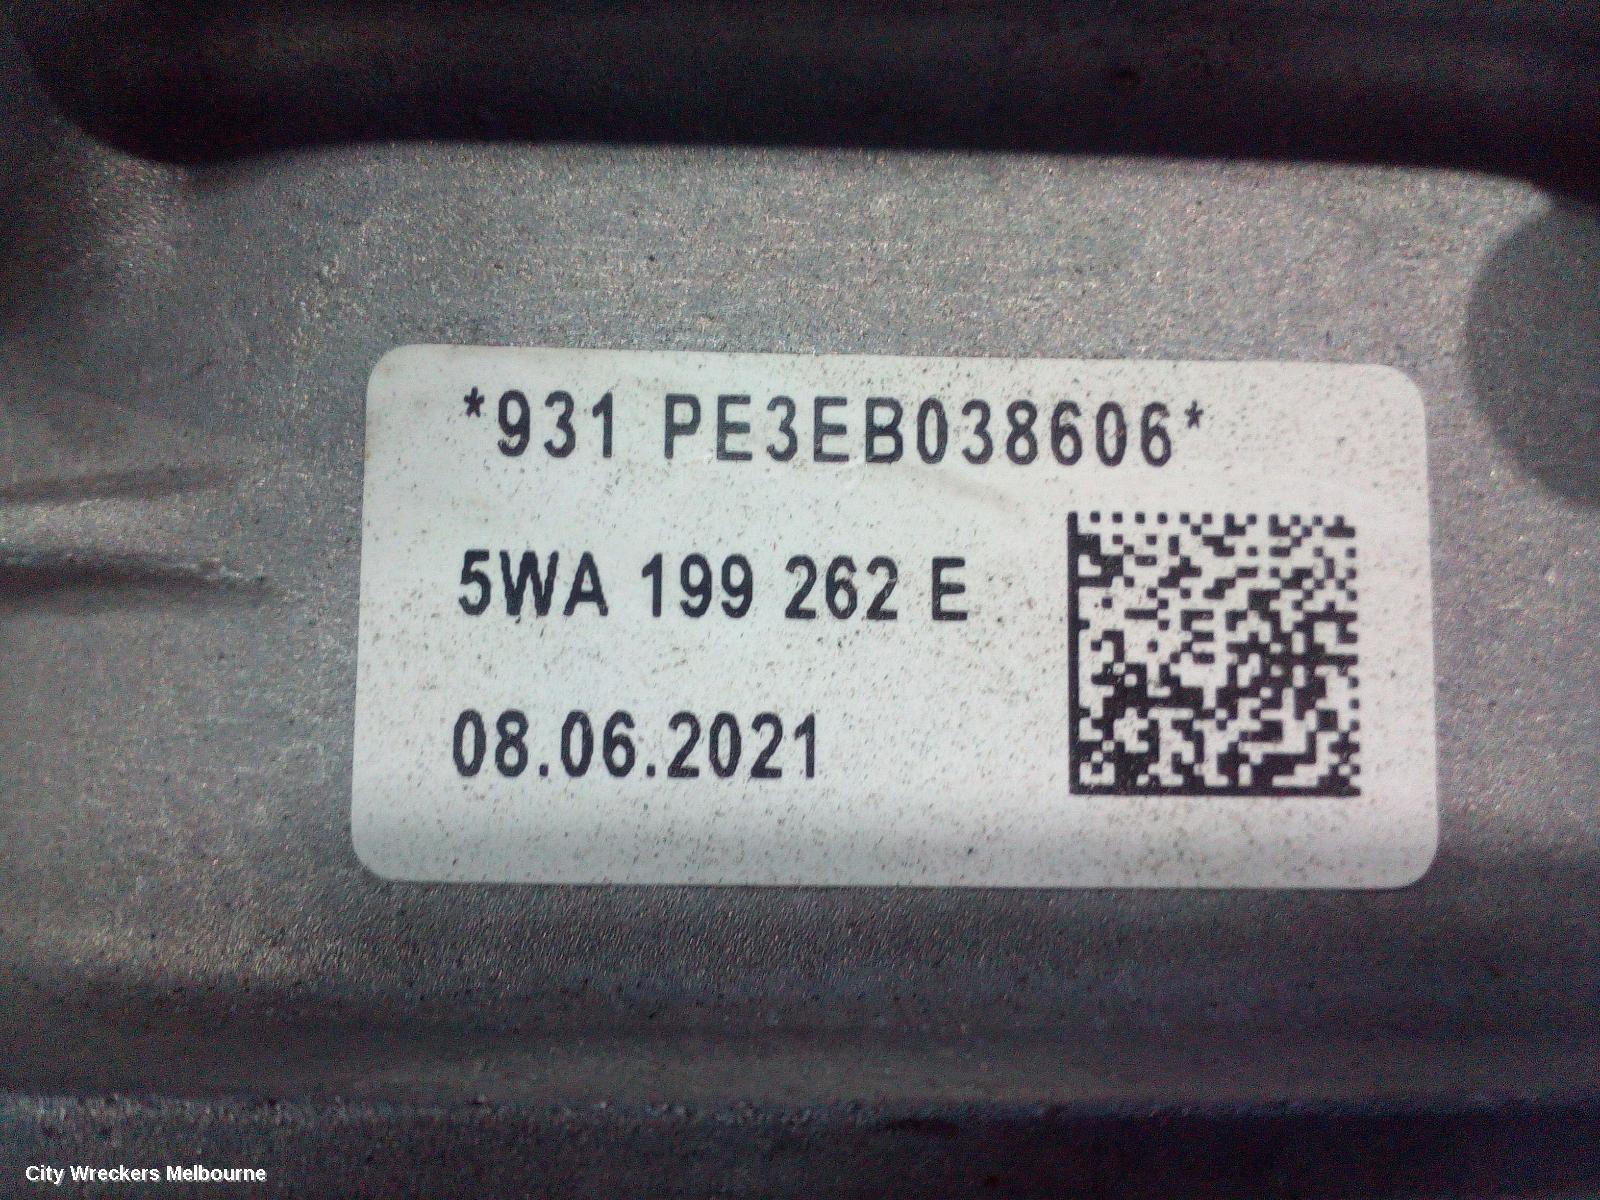 *931 PE3EB038606*
5WA 199 262 E
08.06.2021
City Wreckers Melbourne